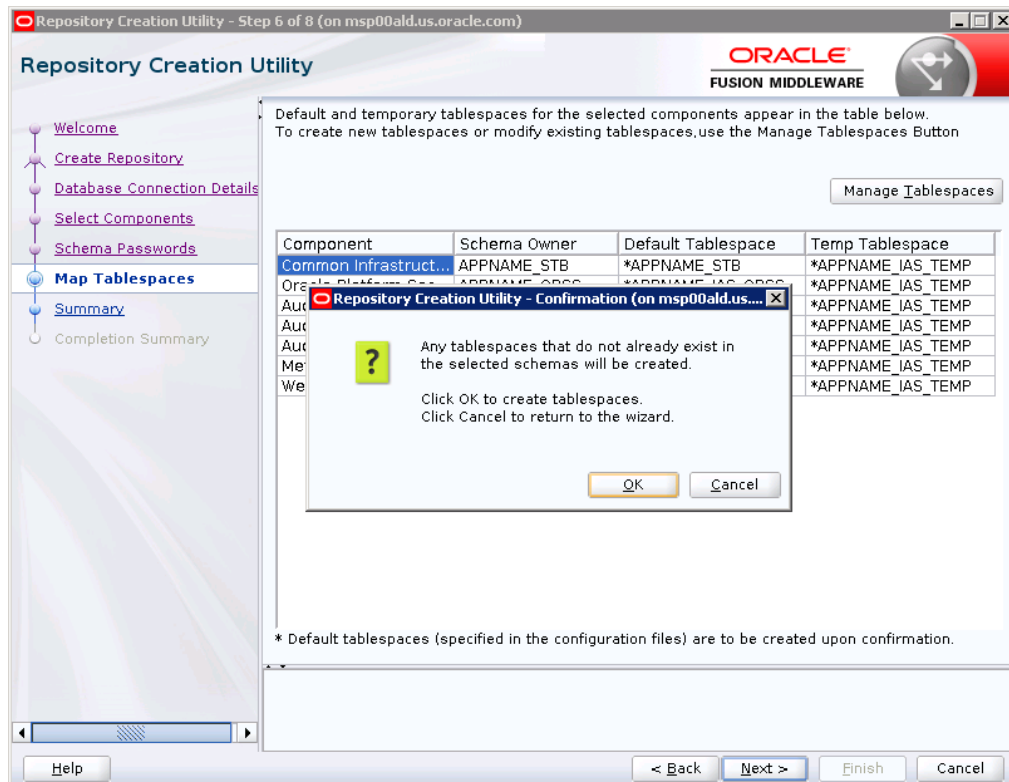 Repository Creation Utility - Step 6 of 8 (on msp00ald.us.oracle.com)
Repository Creation Utility
ORACLE
FUSION MIDDLEWARE
Welcome
Create Repository
Database Connection Details
Select Components
Schema Passwords
Map Tablespaces
Summary
Completion Summary
Default and temporary tablespaces for the selected components appear in the table below.
To create new tablespaces or modify existing tablespaces,use the Manage Tablespaces Button
Manage Tablespaces
Component Schema Owner Default Tablespace Temp Tablespace
Common Infrastruct... APPNAME_STB *APPNAME_STB *APPNAME_IAS_TEMP
*APPNAME_IAS_TEMP
*APPNAME_IAS_TEMP
*APPNAME_IAS_TEMP
*APPNAME_IAS_TEMP
*APPNAME_IAS_TEMP
*APPNAME_IAS_TEMP
Repository Creation Utility - Confirmation (on msp00ald.us....
?
Any tablespaces that do not already exist in
the selected schemas will be created.
Click OK to create tablespaces.
Click Cancel to return to the wizard.
OK Cancel
* Default tablespaces (specified in the configuration files) are to be created upon confirmation.
Help < Back Next > Finish Cancel